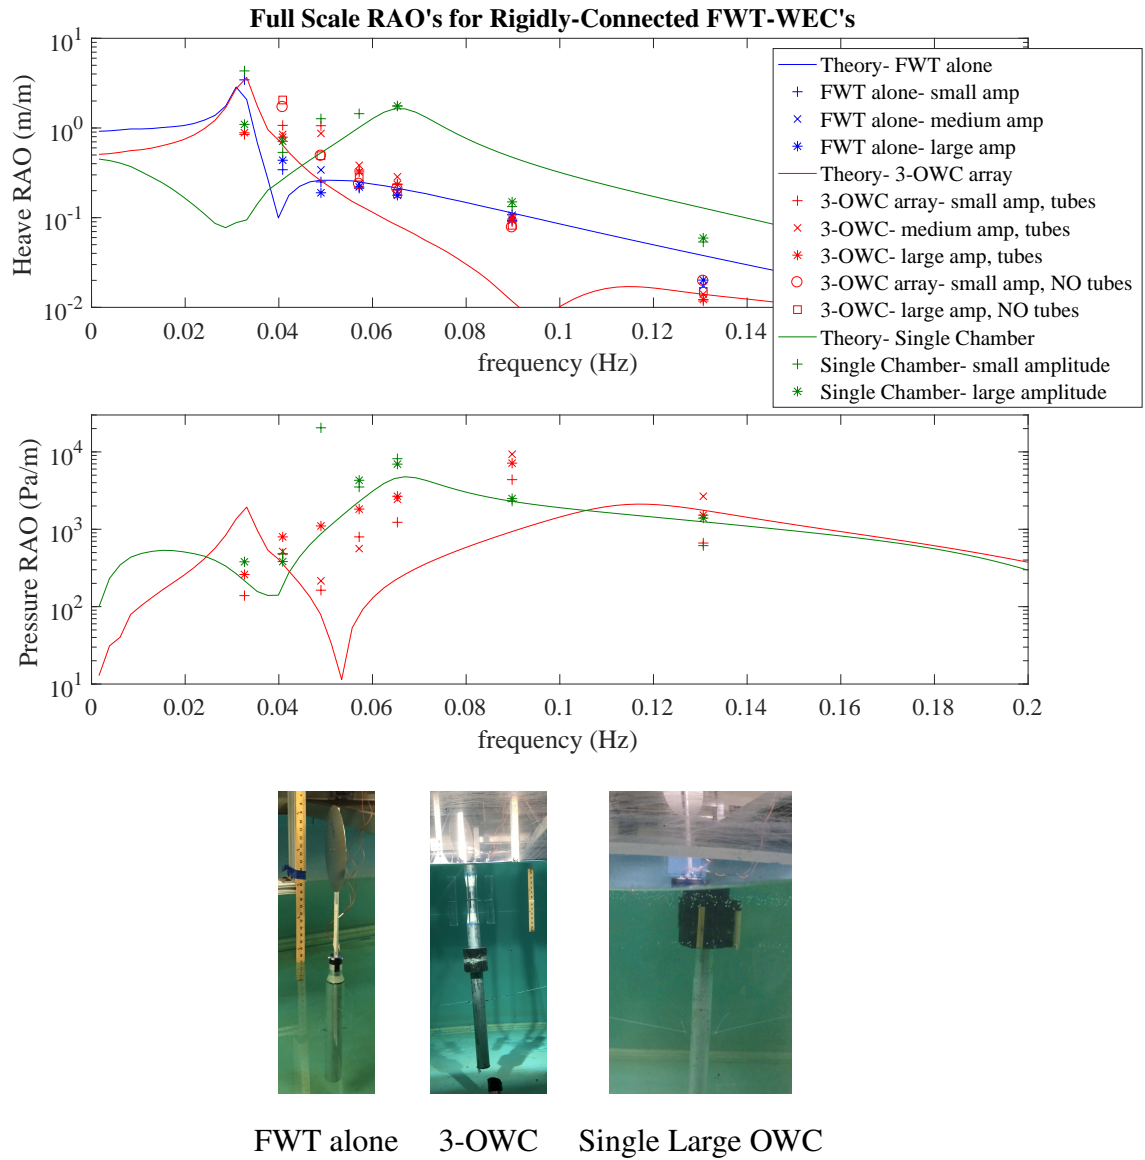 Full Scale RAO's for Rigidly-Connected FWT-WEC's
Heave RAO (m/m)
10^1
10^0
10^-1
10^-2
0 0.02 0.04 0.06 0.08 0.1 0.12 0.14
frequency (Hz)
Theory- FWT alone
FWT alone- small amp
FWT alone- medium amp
FWT alone- large amp
Theory- 3-OWC array
3-OWC array- small amp, tubes
3-OWC- medium amp, tubes
3-OWC- large amp, tubes
3-OWC array- small amp, NO tubes
3-OWC- large amp, NO tubes
Theory- Single Chamber
Single Chamber- small amplitude
Single Chamber- large amplitude
Pressure RAO (Pa/m)
10^4
10^3
10^2
10^1
0 0.02 0.04 0.06 0.08 0.1 0.12 0.14 0.16 0.18 0.2
frequency (Hz)
FWT alone 3-OWC Single Large OWC